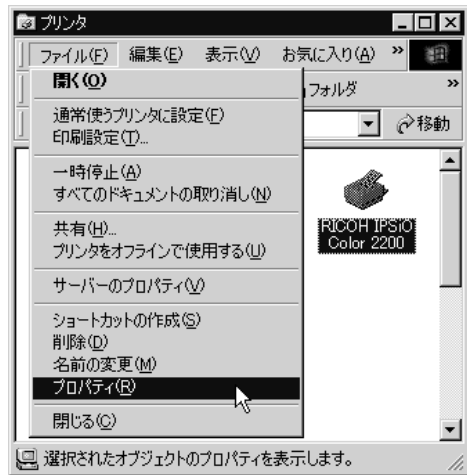 プリンタ
ファイル(F) 編集(E) 表示(V) お気に入り(A) »
開く(O)
フォルダ »
通常使うプリンタに設定(F)
印刷設定(T)...
移動
一時停止(A)
すべてのドキュメントの取り消し(N)
共有(H)...
プリンタをオフラインで使用する(U)
RICOH IPSiO
Color 2200
サーバーのプロパティ(V)
ショートカットの作成(S)
削除(D)
名前の変更(M)
プロパティ(R)
閉じる(C)
選択されたオブジェクトのプロパティを表示します。